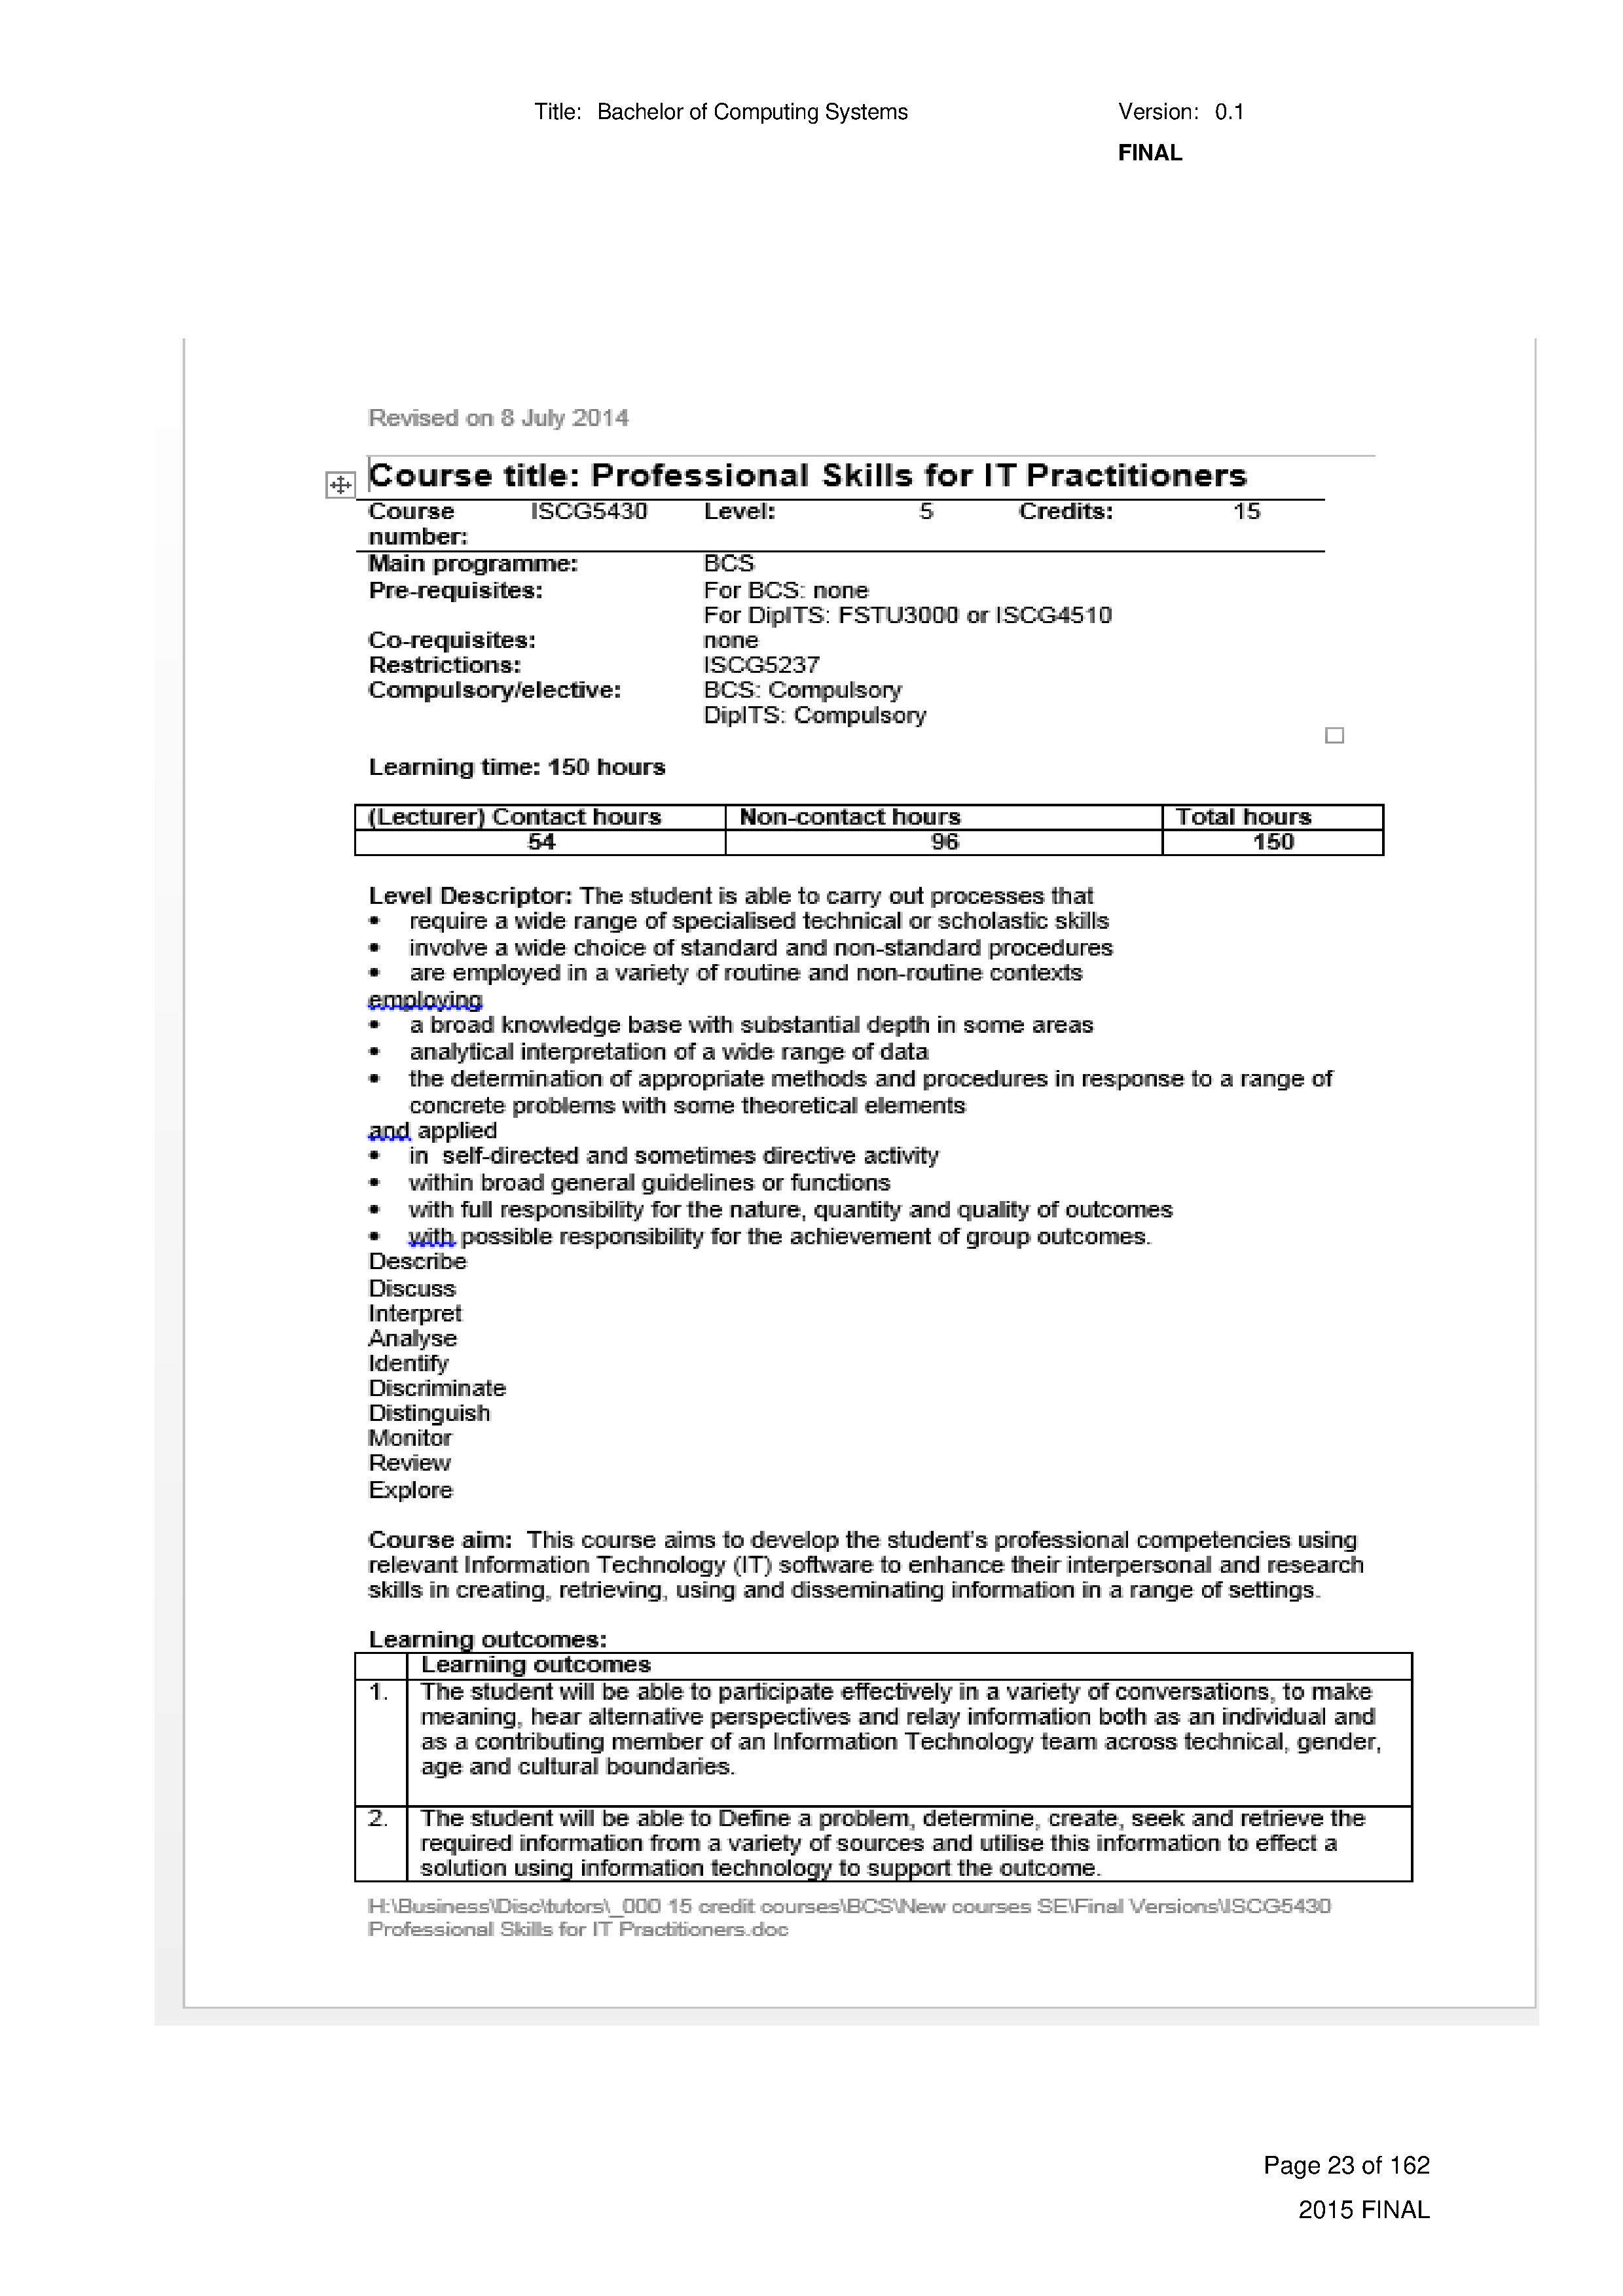 Title: Bachelor of Computing Systems Version: 0.1
FINAL
Revised on 8 July 2014
Course title: Professional Skills for IT Practitioners
Course number: ISCG5430 Level: 5 Credits: 15
Main programme: BCS
Pre-requisites: For BCS: none
For DipITS: FSTU3000 or ISCG4510
Co-requisites: none
Restrictions: ISCG5237
Compulsory/elective: BCS: Compulsory
DipITS: Compulsory
Learning time: 150 hours
(Lecturer) Contact hours Non-contact hours Total hours
54 96 150
Level Descriptor: The student is able to carry out processes that
• require a wide range of specialised technical or scholastic skills
• involve a wide choice of standard and non-standard procedures
• are employed in a variety of routine and non-routine contexts
employing
• a broad knowledge base with substantial depth in some areas
• analytical interpretation of a wide range of data
• the determination of appropriate methods and procedures in response to a range of
concrete problems with some theoretical elements
and applied
• in self-directed and sometimes directive activity
• within broad general guidelines or functions
• with full responsibility for the nature, quantity and quality of outcomes
• with possible responsibility for the achievement of group outcomes.
Describe
Discuss
Interpret
Analyse
Identify
Discriminate
Distinguish
Monitor
Review
Explore
Course aim: This course aims to develop the student's professional competencies using
relevant Information Technology (IT) software to enhance their interpersonal and research
skills in creating, retrieving, using and disseminating information in a range of settings.
Learning outcomes:
Learning outcomes
1. The student will be able to participate effectively in a variety of conversations, to make
meaning, hear alternative perspectives and relay information both as an individual and
as a contributing member of an Information Technology team across technical, gender,
age and cultural boundaries.
2. The student will be able to Define a problem, determine, create, seek and retrieve the
required information from a variety of sources and utilise this information to effect a
solution using information technology to support the outcome.
H:\Business\Disc\tutors\_000 15 credit courses\BCS\New courses SE\Final Versions\ISCG5430
Professional Skills for IT Practitioners.doc
Page 23 of 162
2015 FINAL